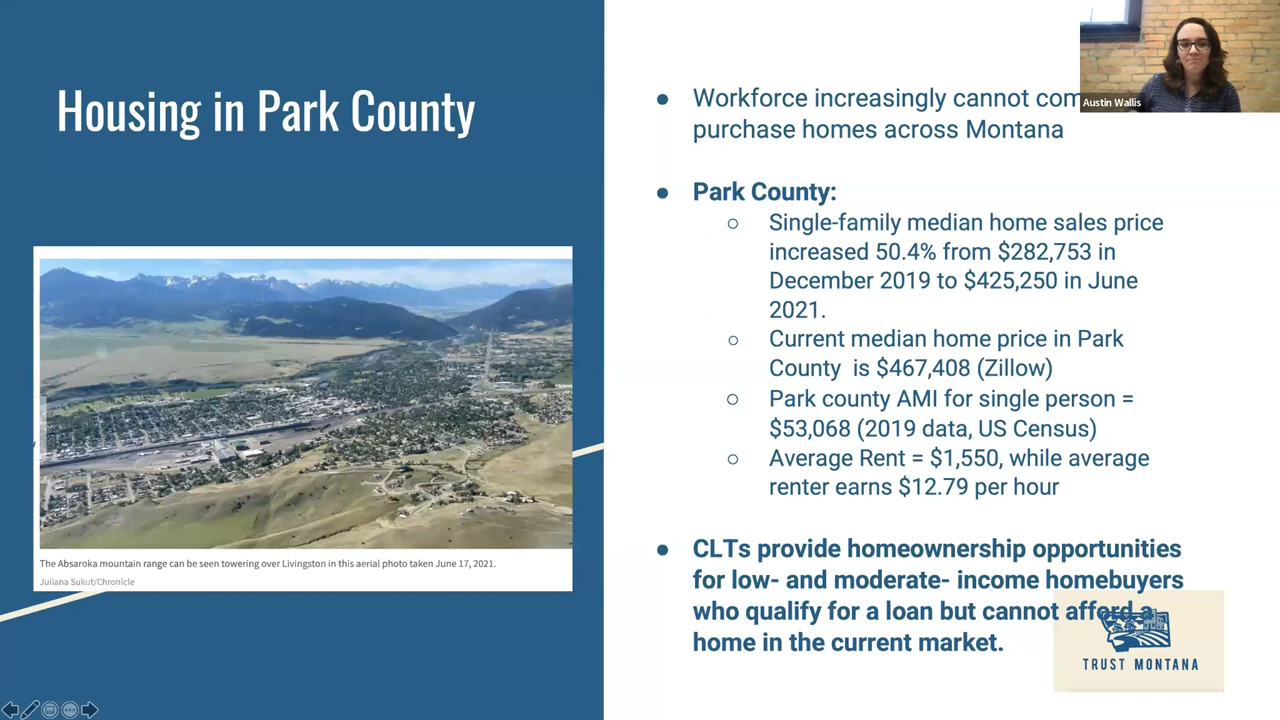 Housing in Park County
The Absaroka mountain range can be seen towering over Livingston in this aerial photo taken June 17, 2021.
Juliana Sukut/Chronicle
● Workforce increasingly cannot
purchase homes across Montana
● Park County:
○ Single-family median home sales price
increased 50.4% from $282,753 in
December 2019 to $425,250 in June
2021.
○ Current median home price in Park
County is $467,408 (Zillow)
○ Park county AMI for single person =
$53,068 (2019 data, US Census)
○ Average Rent = $1,550, while average
renter earns $12.79 per hour
● CLTs provide homeownership opportunities
for low- and moderate- income homebuyers
who qualify for a loan but cannot afford a
home in the current market.
TRUST MONTANA
Austin Wallis